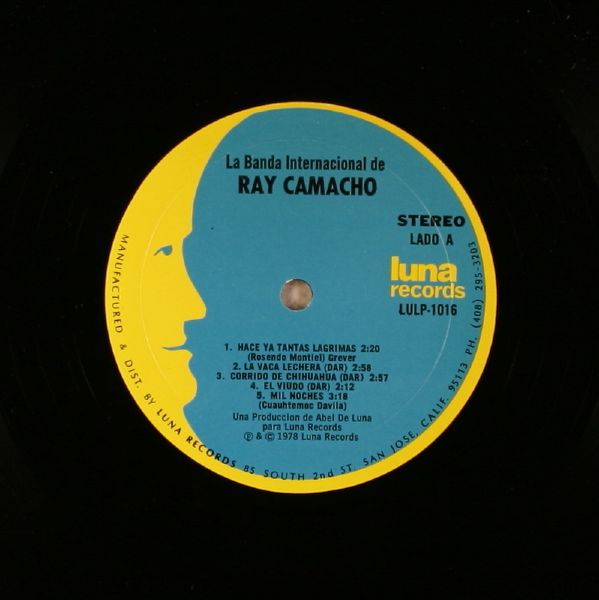 La Banda Internacional de
RAY CAMACHO
STEREO
LADO A
luna
records
LULP-1016
1. HACE YA TANTAS LAGRIMAS 2:20
(Rosendo Montiel) Grever
2. LA VACA LECHERA (DAR) 2:58
3. CORRIDO DE CHIHUAHUA (DAR) 2:57
4. EL VIUDO (DAR) 2:12
5. MIL NOCHES 3:18
(Cuauhtemoc Davila)
Una Produccion de Abel De Luna
para Luna Records
Ⓟ & © 1978 Luna Records
MANUFACTURED & DIST. BY LUNA RECORDS 85 SOUTH 2nd ST. SAN JOSE, CALIF. 95113 PH. (408) 295-3203